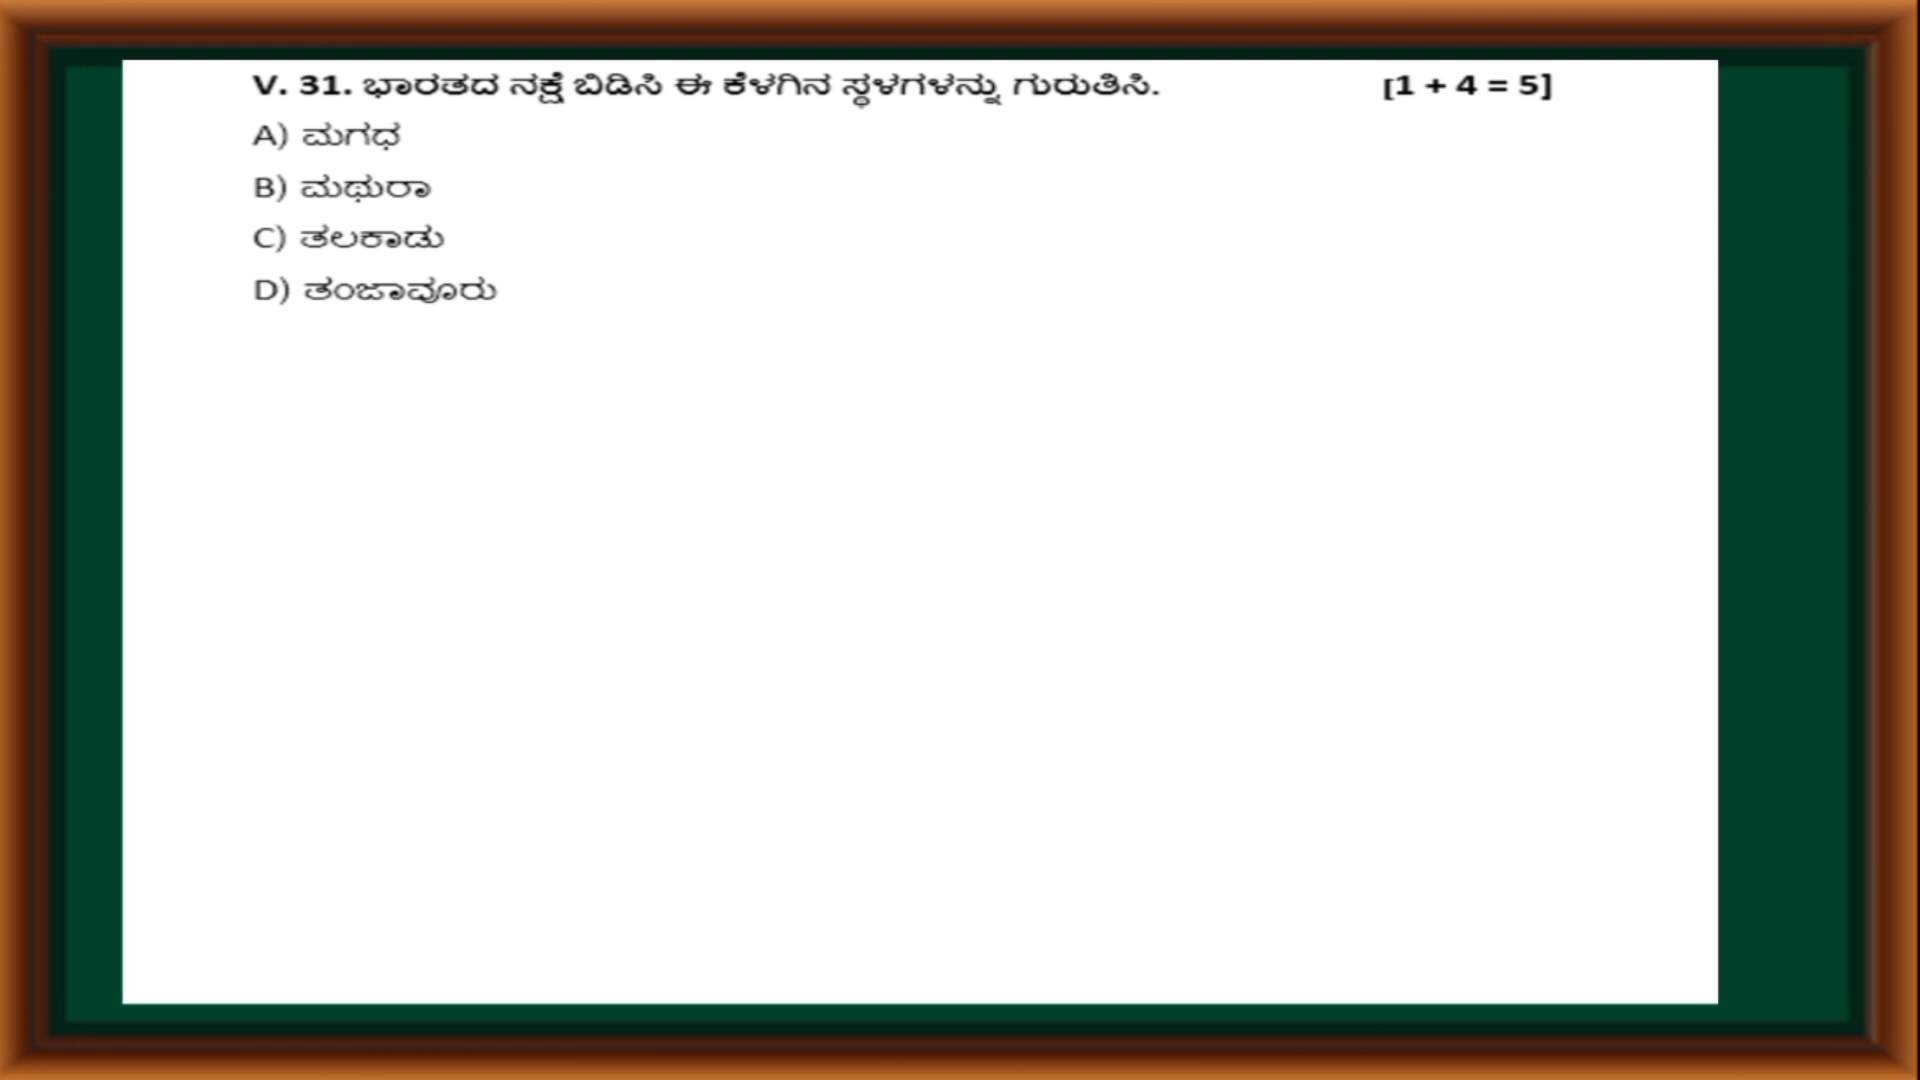 V. 31. ಭಾರತದ ನಕ್ಷೆ ಬಿಡಿಸಿ ಈ ಕೆಳಗಿನ ಸ್ಥಳಗಳನ್ನು ಗುರುತಿಸಿ. [1 + 4 = 5]
A) ಮಗಧ
B) ಮಥುರಾ
C) ತಲಕಾಡು
D) ತಂಜಾವೂರು